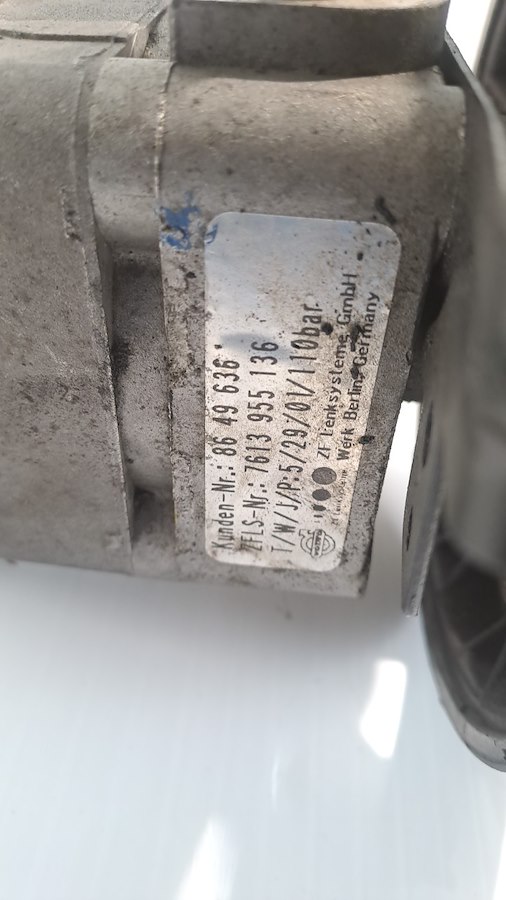 Kunden-Nr.: 86 49 636
ZFLS-Nr.: 7613 955 136
T/W/J/P:5/29/01/110bar
VOLVO
ZF Lenksysteme GmbH
Werk Berlin, Germany